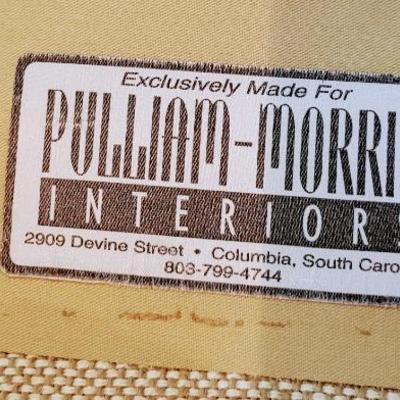 Exclusively Made For
PULLIAM-MORRI
INTERIORS
2909 Devine Street • Columbia, South Caro
803-799-4744